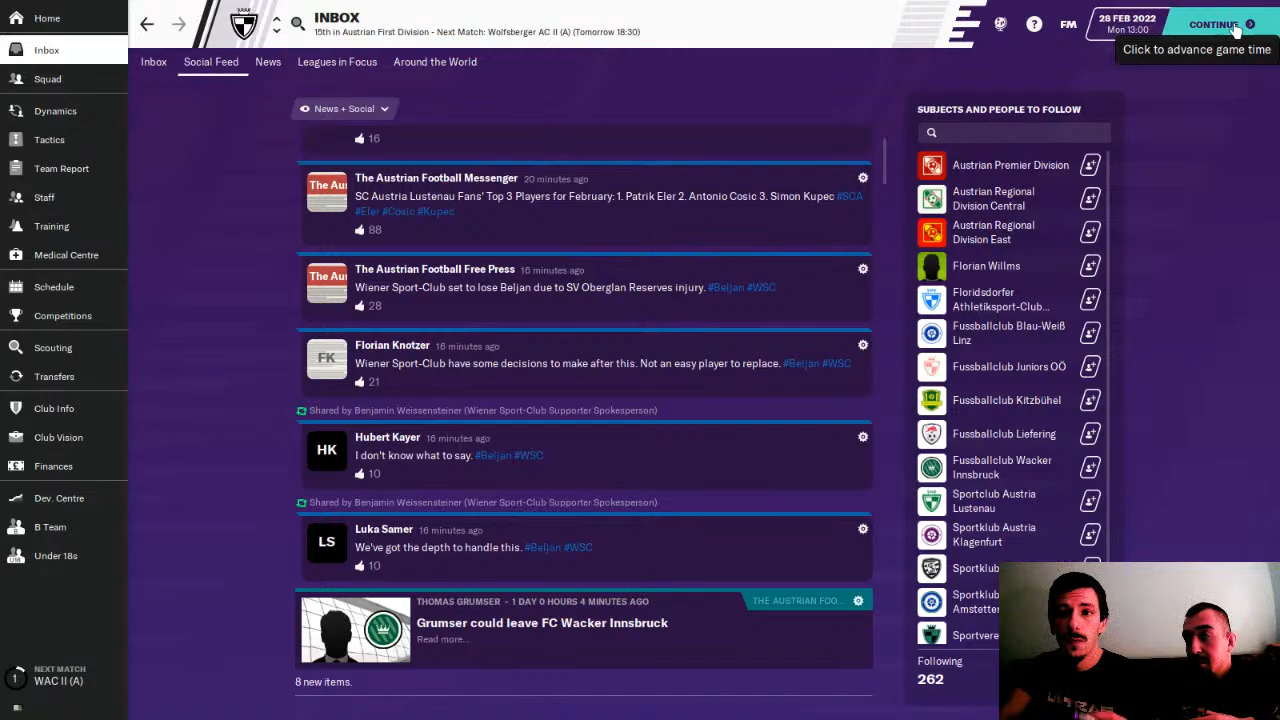 Home
INBOX
15th in Austrian First Division - Next Match: Wolfsberger AC II (A) (Tomorrow 18:30)
?
FM
28 FEB 2022
Mon 13:00
CONTINUE
Click to advance game time
Inbox
Squad
Dynamics
Tactics
Team Report
Staff
Training
Medical Centre
Schedule
Competitions
Scouting
Transfers
Club Info
Club Vision
Finances
Dev. Centre
B Team
Under 18s
NEXT MATCH
WAC II (A)
Inbox
Social Feed
News
Leagues in Focus
Around the World
News + Social
16
The Aus
The Austrian Football Messenger 20 minutes ago
SC Austria Lustenau Fans' Top 3 Players for February: 1. Patrik Eler 2. Antonio Cosic 3. Simon Kupec #SCA
#Eler #Cosic #Kupec
88
The Aus
The Austrian Football Free Press 16 minutes ago
Wiener Sport-Club set to lose Beljan due to SV Oberglan Reserves injury. #Beljan #WSC
28
FK
Florian Knotzer 16 minutes ago
Wiener Sport-Club have some decisions to make after this. Not an easy player to replace. #Beljan #WSC
21
Shared by Benjamin Weissensteiner (Wiener Sport-Club Supporter Spokesperson)
HK
Hubert Kayer 16 minutes ago
I don't know what to say. #Beljan #WSC
10
Shared by Benjamin Weissensteiner (Wiener Sport-Club Supporter Spokesperson)
LS
Luka Samer 16 minutes ago
We've got the depth to handle this. #Beljan #WSC
10
THOMAS GRUMSER - 1 DAY 0 HOURS 4 MINUTES AGO
THE AUSTRIAN FOO...
Grumser could leave FC Wacker Innsbruck
Read more...
8 new items.
SUBJECTS AND PEOPLE TO FOLLOW
Austrian Premier Division
Austrian Regional
Division Central
Austrian Regional
Division East
Florian Willms
Floridsdorfer
Athletiksport-Club...
Fussballclub Blau-Weiß
Linz
Fussballclub Juniors OÖ
Fussballclub Kitzbühel
Fussballclub Liefering
Fussballclub Wacker
Innsbruck
Sportclub Austria
Lustenau
Sportklub Austria
Klagenfurt
Sportklub
Sportklub
Amstetten
Sportverein
Following
262